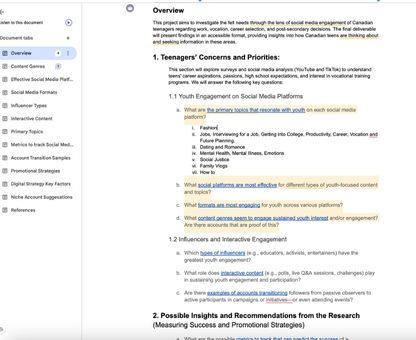 Overview
This project aims to investigate the felt needs through the lens of social media engagement of Canadian
teenagers regarding work, vocation, career selection, and post-secondary decisions. The final deliverable
will present findings in an accessible format, providing insights into how Canadian teens are thinking about
and seeking information in these areas.
Document tabs
Overview
Content Genres
Effective Social Media Platf...
Social Media Formats
Influencer Types
Interactive Content
Primary Topics
Metrics to track Social Med...
Account Transition Samples
Promotional Strategies
Digital Strategy Key Factors
Niche Account Suggestions
References
1. Teenagers' Concerns and Priorities:
This section will explore surveys and social media analysis (YouTube and TikTok) to understand
teens' career aspirations, passions, high school expectations, and interest in vocational training
programs. We will answer the following key questions:
1.1 Youth Engagement on Social Media Platforms
a. What are the primary topics that resonate with youth on each social media
platform?
i. Fashion
ii. Jobs, Interviewing for a Job, Getting into College, Productivity, Career, Vocation and
Future Planning.
iii. Dating and Romance
iv. Mental Health, Mental Illness, Emotions
v. Social Justice
vi. Family Vlogs
vii. How to
b. What social platforms are most effective for different types of youth-focused content
and topics?
c. What formats are most engaging for youth across various platforms?
d. What content genres seem to engage sustained youth interest and/or engagement?
Are there accounts that are proof of this?
1.2 Influencers and Interactive Engagement
a. Which types of influencers (e.g., educators, activists, entertainers) have the
greatest youth engagement?
b. What role does interactive content (e.g., polls, live Q&A sessions, challenges) play
in sustaining youth engagement and participation?
c. Are there examples of accounts transitioning followers from passive observers to
active participants in campaigns or initiatives—or even attending events?
2. Possible Insights and Recommendations from the Research
(Measuring Success and Promotional Strategies)
a. What are the possible metrics to track that can predict the success of a